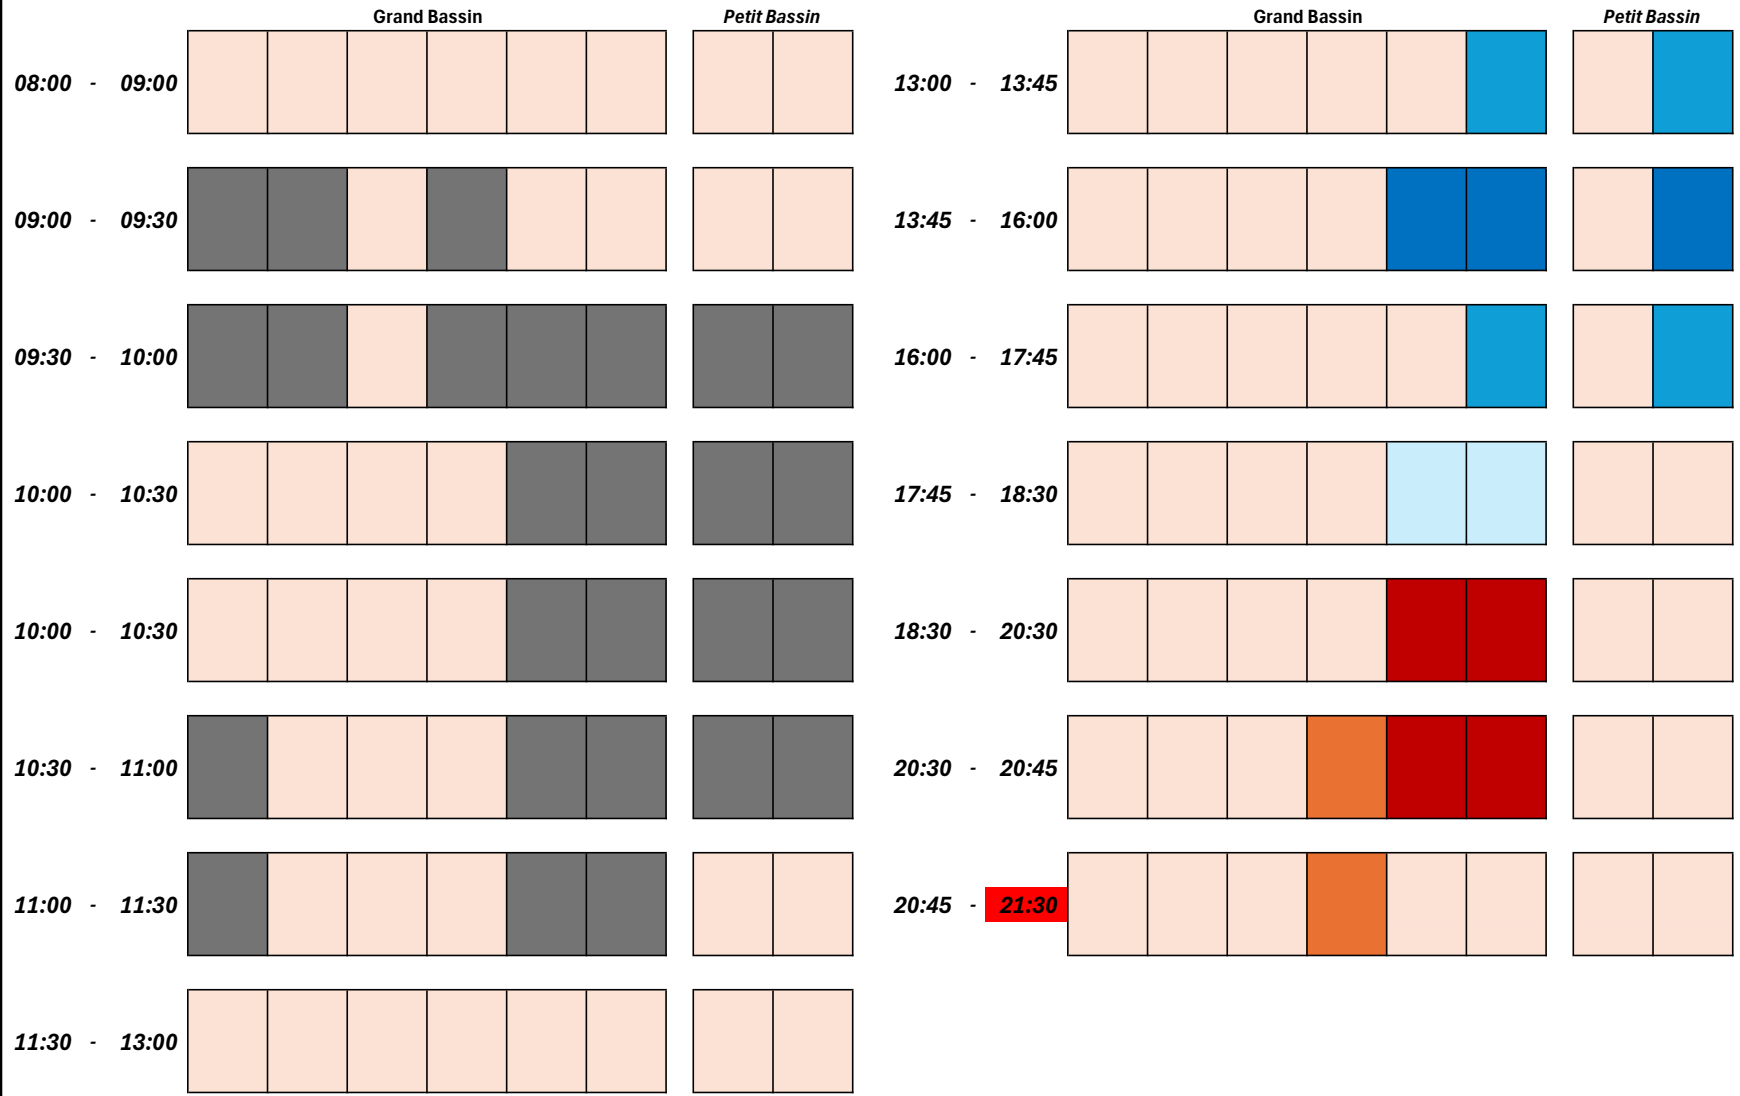 Grand Bassin Petit Bassin
08:00 - 09:00
09:00 - 09:30
09:30 - 10:00
10:00 - 10:30
10:00 - 10:30
10:30 - 11:00
11:00 - 11:30
11:30 - 13:00
Grand Bassin Petit Bassin
13:00 - 13:45
13:45 - 16:00
16:00 - 17:45
17:45 - 18:30
18:30 - 20:30
20:30 - 20:45
20:45 - 21:30